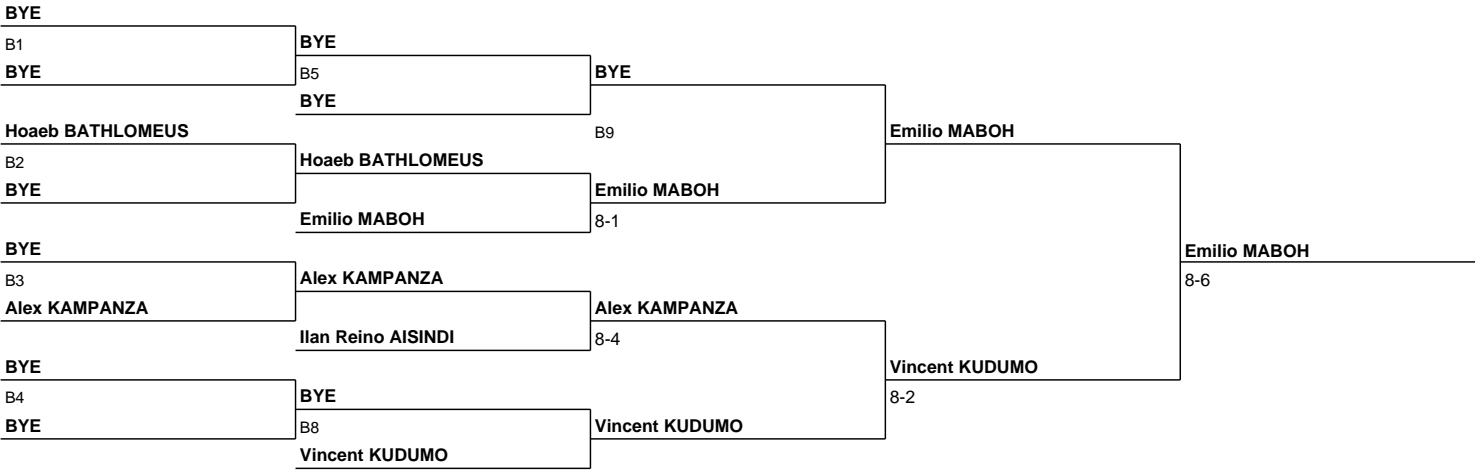 BYE
B1
BYE
BYE
B5
BYE
BYE
Hoaeb BATHLOMEUS
B9
Emilio MABOH
B2
Hoaeb BATHLOMEUS
BYE
Emilio MABOH
Emilio MABOH
8-1
BYE
Emilio MABOH
B3
Alex KAMPANZA
8-6
Alex KAMPANZA
Alex KAMPANZA
Ilan Reino AISINDI
8-4
BYE
Vincent KUDUMO
B4
BYE
8-2
BYE
B8
Vincent KUDUMO
Vincent KUDUMO